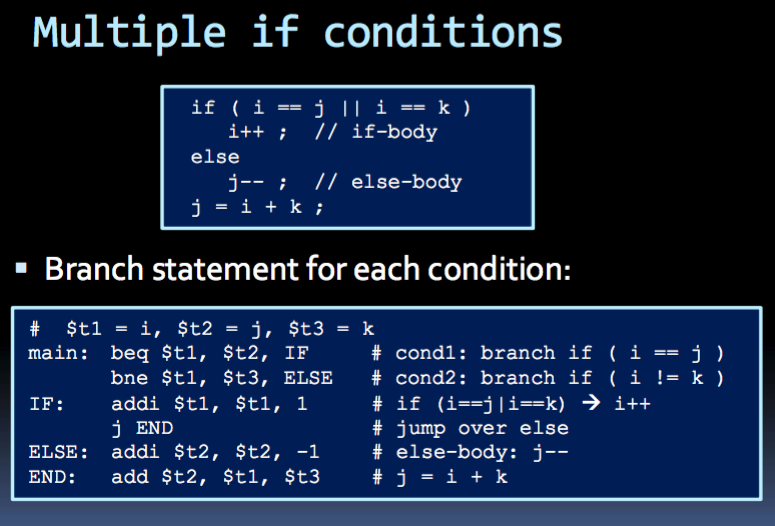 Multiple if conditions
if ( i == j || i == k )
i++ ; // if-body
else
j-- ; // else-body
j = i + k ;
▪ Branch statement for each condition:
# $t1 = i, $t2 = j, $t3 = k
main: beq $t1, $t2, IF # cond1: branch if ( i == j )
bne $t1, $t3, ELSE # cond2: branch if ( i != k )
IF: addi $t1, $t1, 1 # if (i==j|i==k) → i++
j END # jump over else
ELSE: addi $t2, $t2, -1 # else-body: j--
END: add $t2, $t1, $t3 # j = i + k